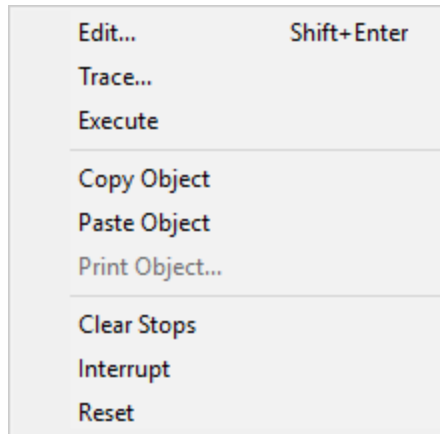 Edit... Shift+Enter
Trace...
Execute
Copy Object
Paste Object
Print Object...
Clear Stops
Interrupt
Reset